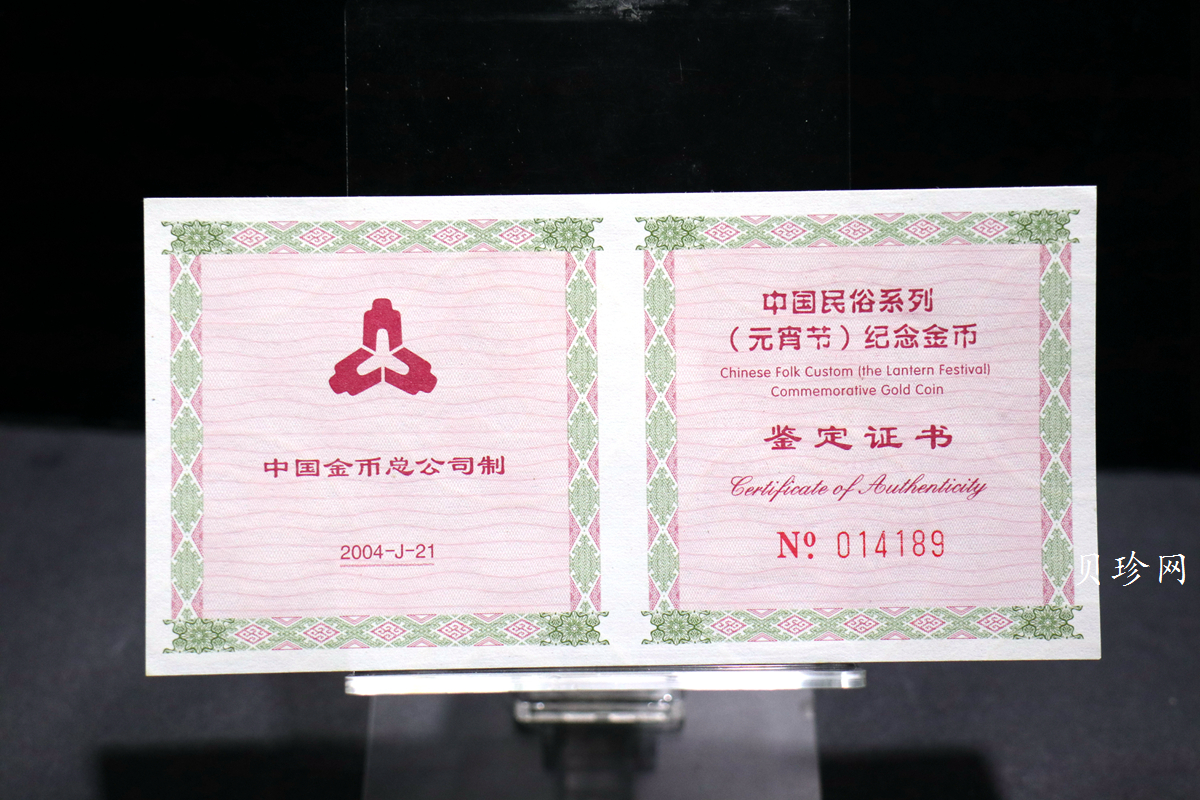 中国金币总公司制
2004-J-21
中国民俗系列
（元宵节）纪念金币
Chinese Folk Custom (the Lantern Festival)
Commemorative Gold Coin
鉴定证书
Certificate of Authenticity
Nº 014189
贝珍网